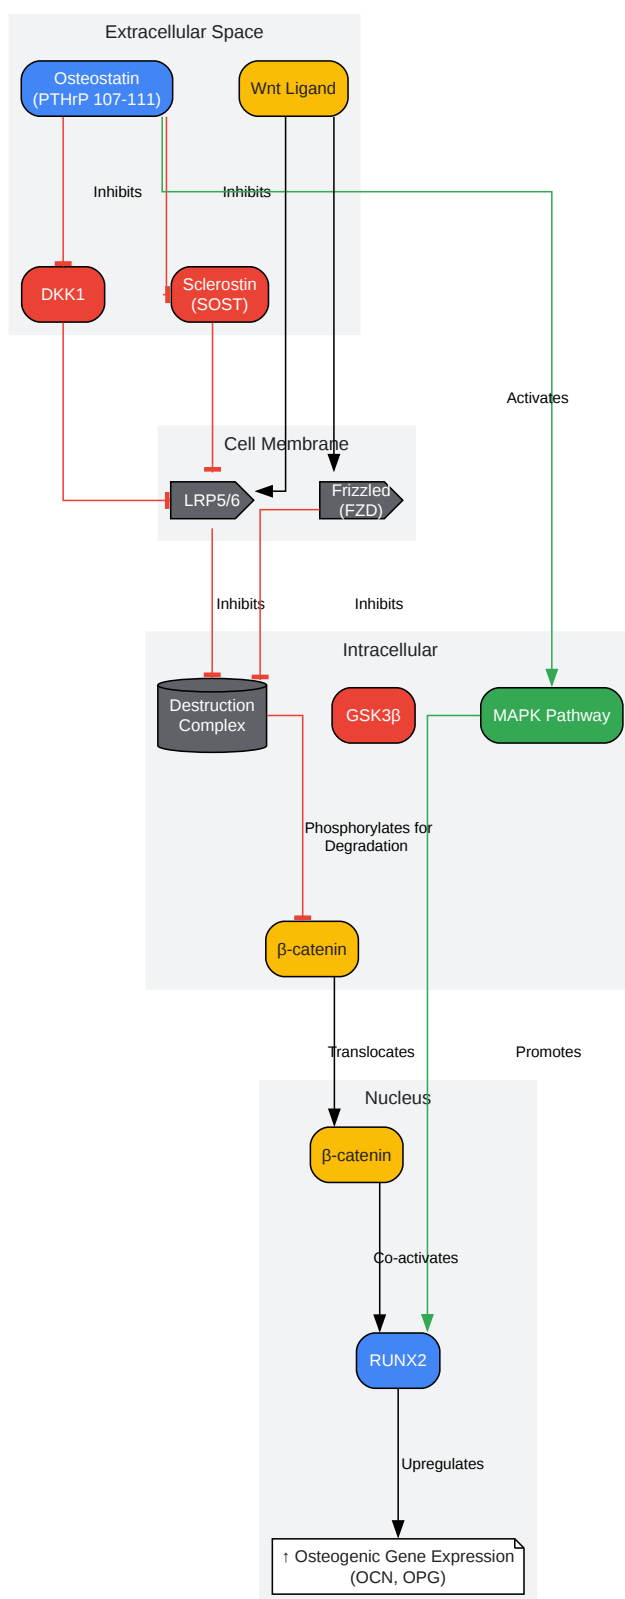 Extracellular Space
Osteostatin
(PTHrP 107-111)
Wnt Ligand
Inhibits
Inhibits
DKK1
Sclerostin
(SOST)
Activates
Cell Membrane
LRP5/6
Frizzled
(FZD)
Inhibits
Inhibits
Intracellular
Destruction
Complex
GSK3β
MAPK Pathway
Phosphorylates for
Degradation
β-catenin
Translocates
Promotes
Nucleus
β-catenin
Co-activates
RUNX2
Upregulates
↑ Osteogenic Gene Expression
(OCN, OPG)